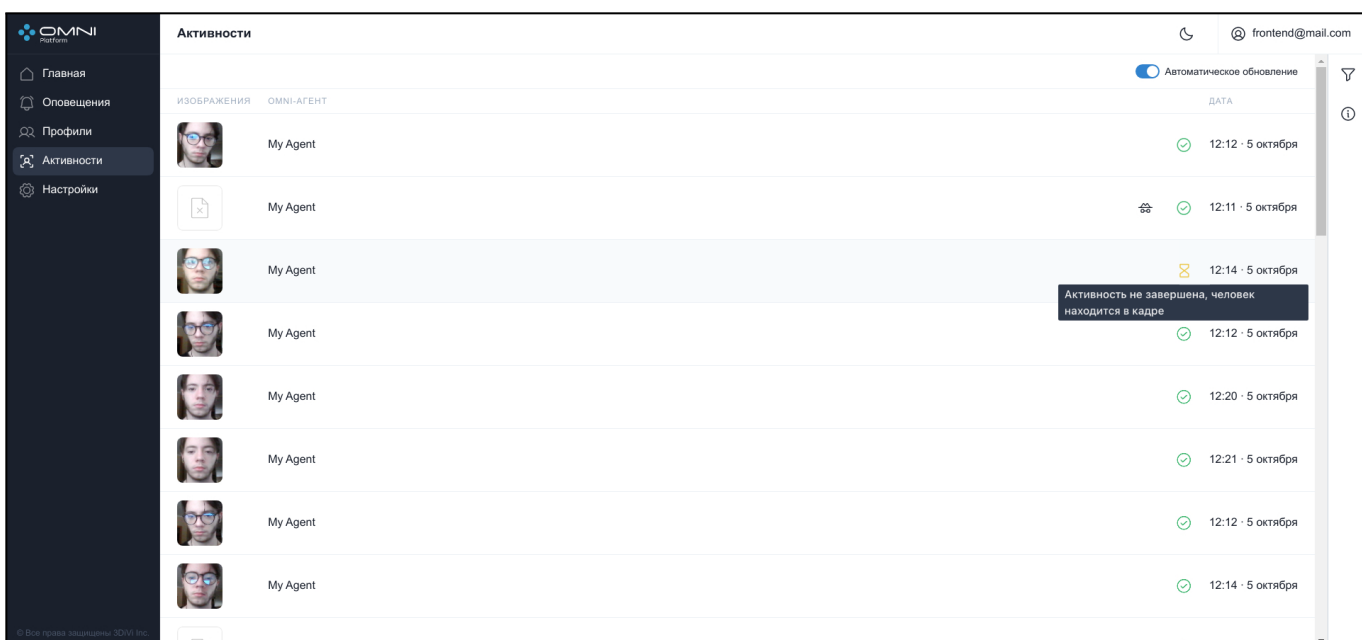 OMNI
Platform
Активности
frontend@mail.com
Главная
Оповещения
Профили
Активности
Настройки
Автоматическое обновление
ИЗОБРАЖЕНИЯ OMNI-АГЕНТ ДАТА
My Agent 12:12 · 5 октября
My Agent 12:11 · 5 октября
My Agent 12:14 · 5 октября
Активность не завершена, человек
находится в кадре
My Agent 12:12 · 5 октября
My Agent 12:20 · 5 октября
My Agent 12:21 · 5 октября
My Agent 12:12 · 5 октября
My Agent 12:14 · 5 октября
© Все права защищены 3DiVi Inc.